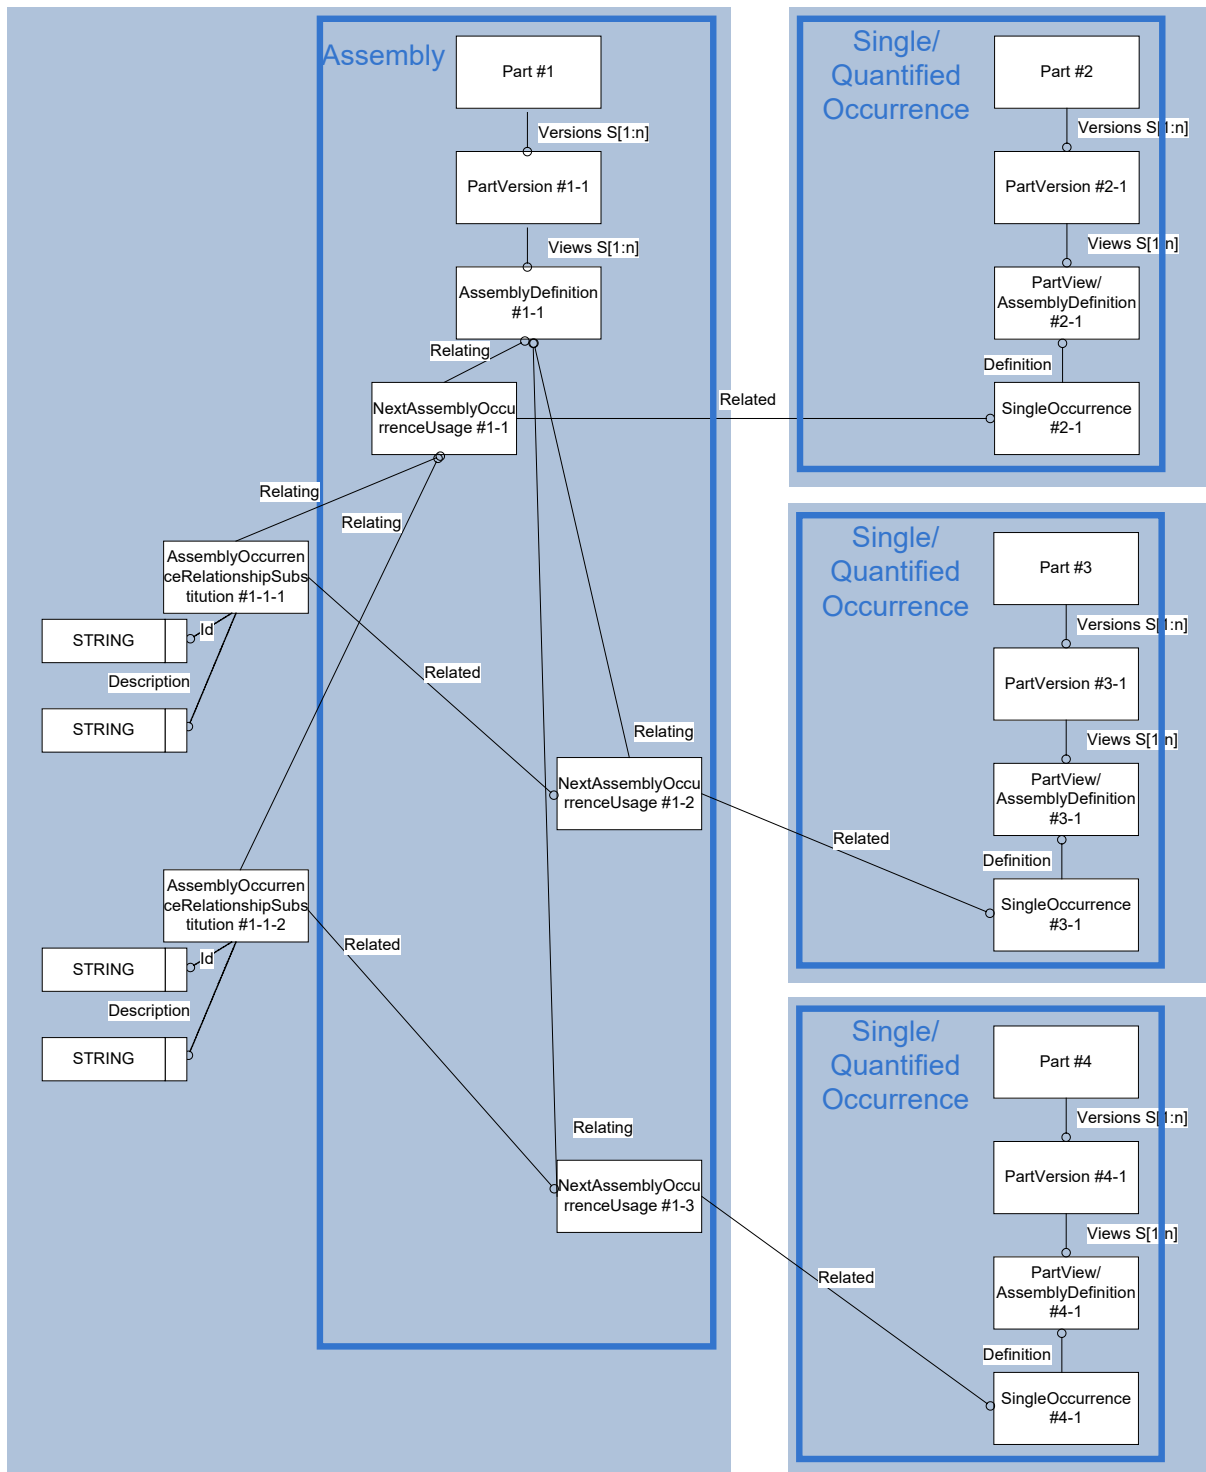 Assembly
Part #1
Versions S[1:n]
PartVersion #1-1
Views S[1:n]
AssemblyDefinition
#1-1
Relating
NextAssemblyOccu
rrenceUsage #1-1
Related
Relating
Relating
AssemblyOccurren
ceRelationshipSubs
titution #1-1-1
STRING
Id
Description
STRING
Related
Relating
NextAssemblyOccu
rrenceUsage #1-2
Related
AssemblyOccurren
ceRelationshipSubs
titution #1-1-2
STRING
Id
Description
STRING
Related
Relating
NextAssemblyOccu
rrenceUsage #1-3
Related
Single/
Quantified
Occurrence
Part #2
Versions S[1:n]
PartVersion #2-1
Views S[1:n]
PartView/
AssemblyDefinition
#2-1
Definition
SingleOccurrence
#2-1
Single/
Quantified
Occurrence
Part #3
Versions S[1:n]
PartVersion #3-1
Views S[1:n]
PartView/
AssemblyDefinition
#3-1
Definition
SingleOccurrence
#3-1
Single/
Quantified
Occurrence
Part #4
Versions S[1:n]
PartVersion #4-1
Views S[1:n]
PartView/
AssemblyDefinition
#4-1
Definition
SingleOccurrence
#4-1